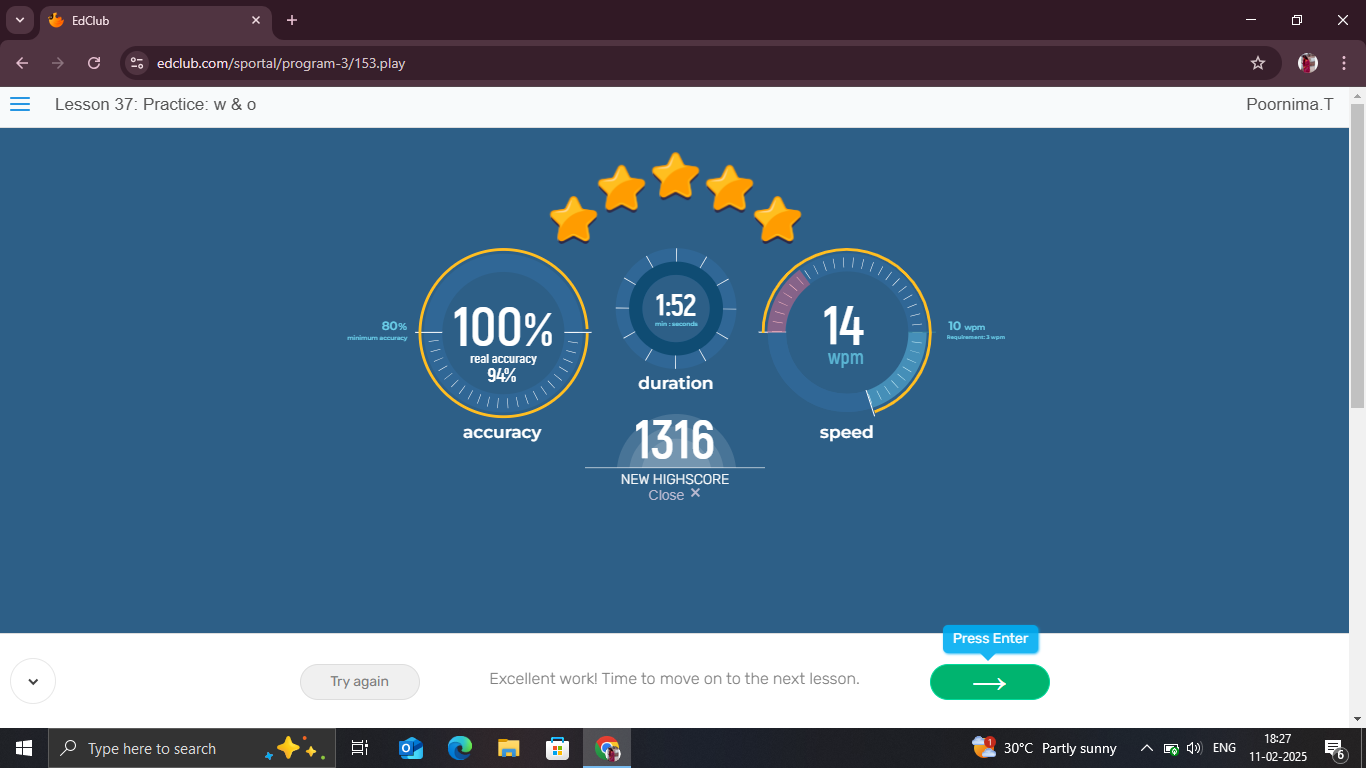 EdClub
edclub.com/sportal/program-3/153.play
Lesson 37: Practice: w & o
Poornima.T
80%
minimum accuracy
100%
real accuracy
94%
accuracy
1:52
min : seconds
duration
14
wpm
speed
10 wpm
Requirement: 3 wpm
1316
NEW HIGHSCORE
Close ×
Press Enter
Try again
Excellent work! Time to move on to the next lesson.
Type here to search
1
30°C Partly sunny
ENG
18:27
11-02-2025
6